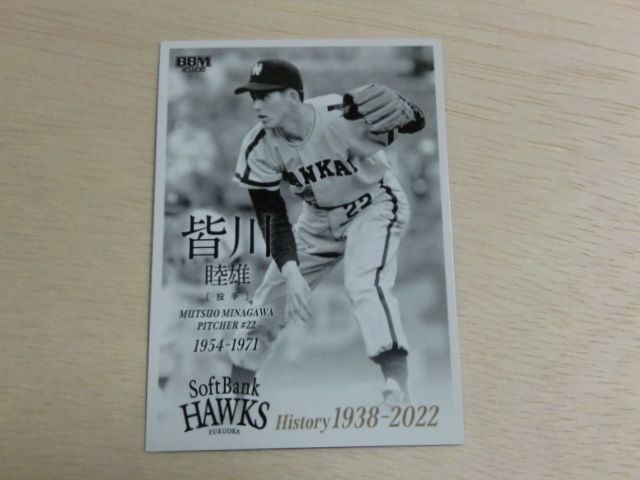 BBM
2022
N
NANKAI
22
皆川
睦雄
[投手]
MUTSUO MINAGAWA
PITCHER #22
1954-1971
SoftBank
HAWKS
FUKUOKA
History 1938-2022